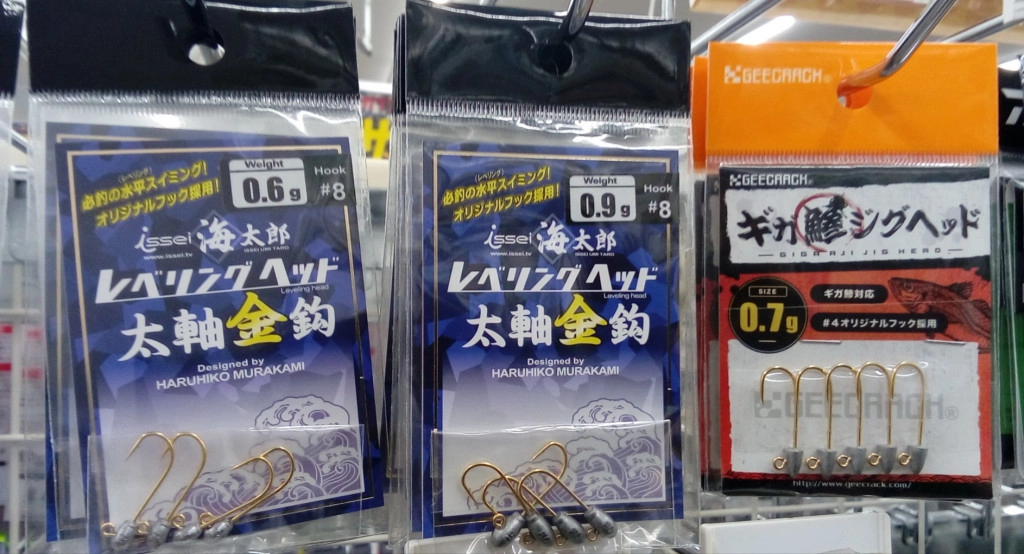 必釣の水平スイミング!
(レベリング)
オリジナルフック採用!
Weight
0.6g
Hook
#8
issei 海太郎
www.issei.tv
ISSEI UMI TARO
レベリングヘッド
Leveling head
太軸金鈎
Designed by
HARUHIKO MURAKAMI
必釣の水平スイミング!
(レベリング)
オリジナルフック採用!
Weight
0.9g
Hook
#8
issei 海太郎
www.issei.tv
ISSEI UMI TARO
レベリングヘッド
Leveling head
太軸金鈎
Designed by
HARUHIKO MURAKAMI
GEECRACK®
GEECRACK®
ギガ鯵ジグヘッド
GIGA AJI JIG HERD
SIZE
0.7g
ギガ鯵対応
#4オリジナルフック採用
GEECRACK®
http://www.geecrack.com/